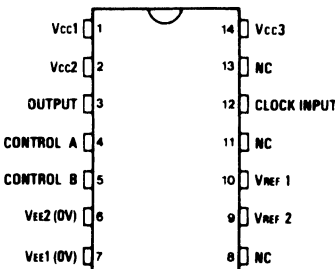 Vcc1 1 14 Vcc3
Vcc2 2 13 NC
OUTPUT 3 12 CLOCK INPUT
CONTROL A 4 11 NC
CONTROL B 5 10 VREF 1
VEE2 (0V) 6 9 VREF 2
VEE1 (0V) 7 8 NC